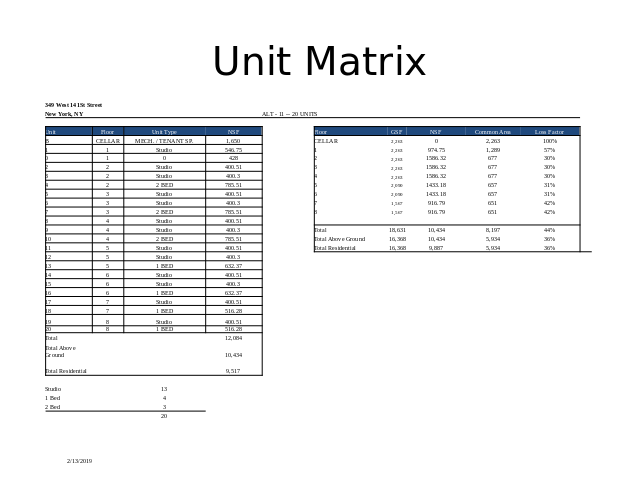 Unit Matrix
349 West 141St Street
New York, NY
ALT - 11 -- 20 UNITS
Unit Floor Unit Type NSF
CELLAR MECH. / TENANT SP. 1,650
1 Studio 546.75
1 0 428
2 Studio 400.51
2 Studio 400.3
4 2 2 BED 785.51
3 Studio 400.51
3 Studio 400.3
7 3 2 BED 785.51
8 4 Studio 400.51
9 4 Studio 400.3
10 4 2 BED 785.51
11 5 Studio 400.51
12 5 Studio 400.3
13 5 1 BED 632.37
14 6 Studio 400.51
15 6 Studio 400.3
16 6 1 BED 632.37
17 7 Studio 400.51
18 7 1 BED 516.28
19 8 Studio 400.51
20 8 1 BED 516.28
Total 12,084
Total Above
Ground 10,434
Total Residential 9,517
Studio 13
1 Bed 4
2 Bed 3
20
Floor GSF NSF Common Area Loss Factor
CELLAR 2,263 0 2,263 100%
1 2,263 974.75 1,289 57%
2 2,263 1586.32 677 30%
3 2,263 1586.32 677 30%
4 2,263 1586.32 677 30%
5 2,098 1433.18 657 31%
6 2,098 1433.18 657 31%
7 1,567 916.79 651 42%
8 1,567 916.79 651 42%
Total 18,631 10,434 8,197 44%
Total Above Ground 16,368 10,434 5,934 36%
Total Residential 16,368 9,887 5,934 36%
2/13/2019